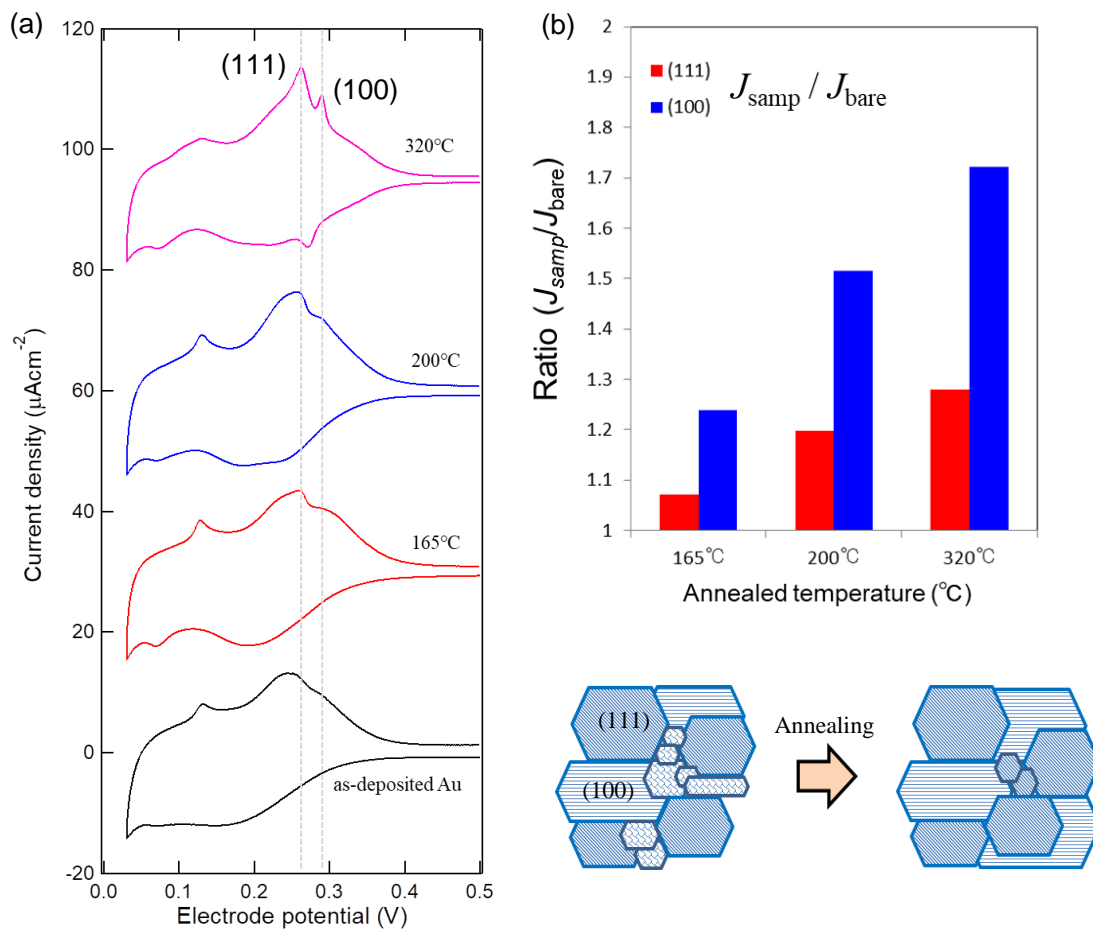 (a)
120
100
80
60
40
20
0
-20
Current density (μAcm-2)
(111)
(100)
320℃
200℃
165℃
as-deposited Au
0.0 0.1 0.2 0.3 0.4 0.5
Electrode potential (V)
(b)
2
1.9
1.8
1.7
1.6
1.5
1.4
1.3
1.2
1.1
1
Ratio (Jsamp/Jbare)
(111)
(100)
Jsamp / Jbare
165℃ 200℃ 320℃
Annealed temperature (℃)
(111)
(100)
Annealing